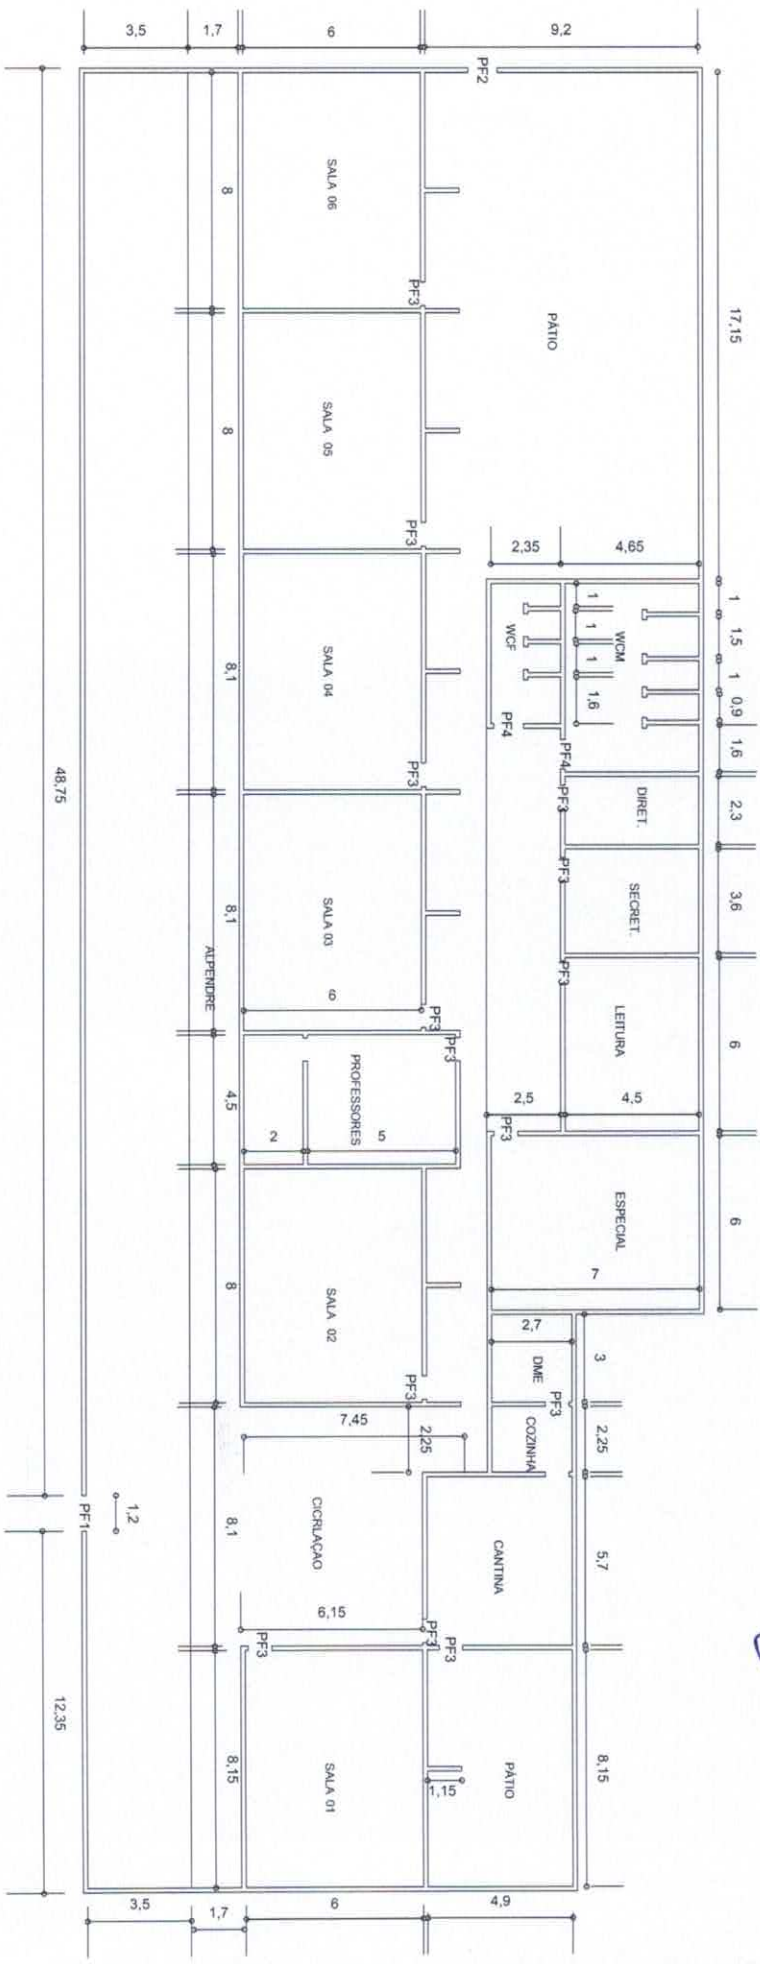 3,5
1,7
6
9,2
PF2
SALA 06
8
PF3
PÁTIO
17,15
SALA 05
8
PF3
2,35
4,65
1
1,5
1
0,9
1,6
2,3
3,6
6
6
1
1
1
1,6
WCF
WCM
PF4
PF4
PF3
DIRET.
PF3
SECRET.
PF3
LEITURA
2,5
4,5
PF3
ESPECIAL
7
SALA 04
8,1
PF3
48,75
SALA 03
8,1
6
ALPENDRE
PF3
PF3
PROFESSORES
4,5
2
5
SALA 02
8
PF3
2,7
3
DME
PF3
2,25
COZINHA
7,45
2,25
CICRLAÇAO
8,1
CANTINA
5,7
1,2
PF1
6,15
PF3
PF3
PF3
12,35
SALA 01
8,15
PÁTIO
1,15
8,15
3,5
1,7
6
4,9